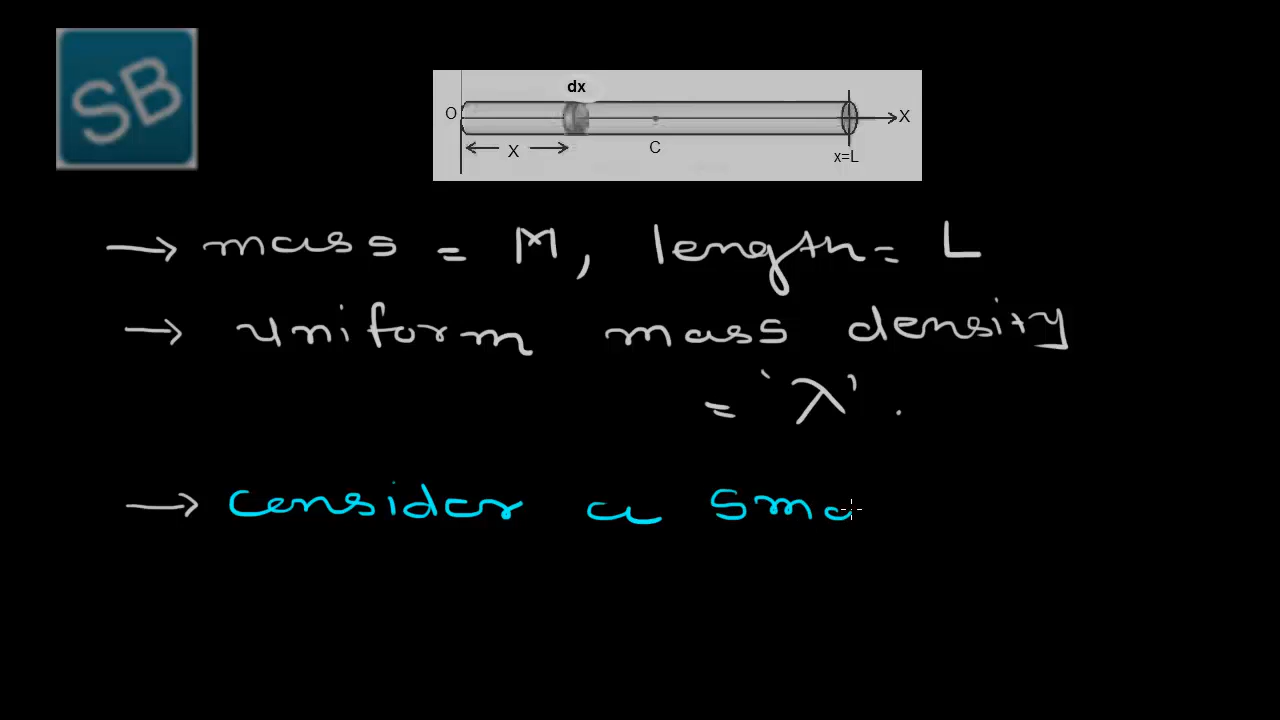 SB
dx
O X
X C
x=L
→ mass = M, length = L
→ uniform mass density
= 'λ'.
→ consider a sma